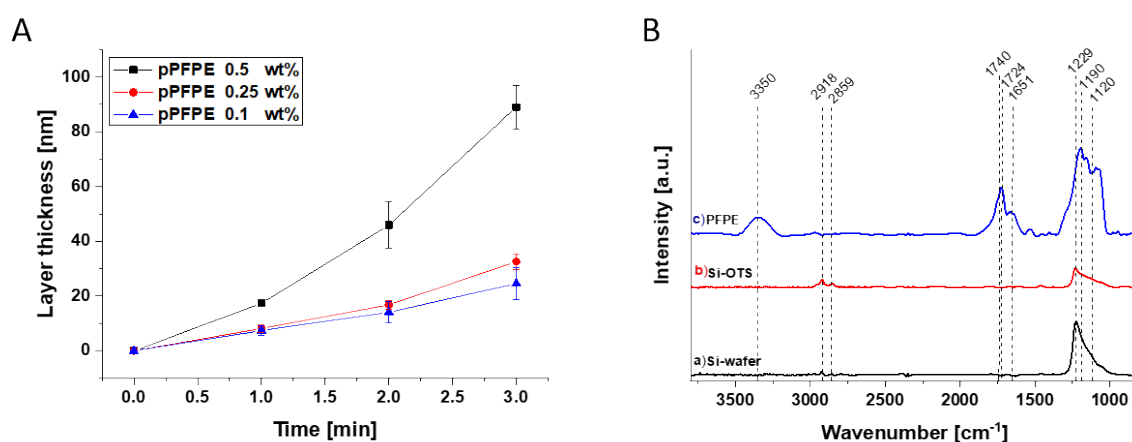 A
pPFPE 0.5 wt%
pPFPE 0.25 wt%
pPFPE 0.1 wt%
100
80
60
40
20
0
Layer thickness [nm]
0.0 0.5 1.0 1.5 2.0 2.5 3.0
Time [min]
B
3350 2918 2859 1740 1724 1651 1229 1190 1120
c)PFPE
b)Si-OTS
a)Si-wafer
Intensity [a.u.]
3500 3000 2500 2000 1500 1000
Wavenumber [cm⁻¹]